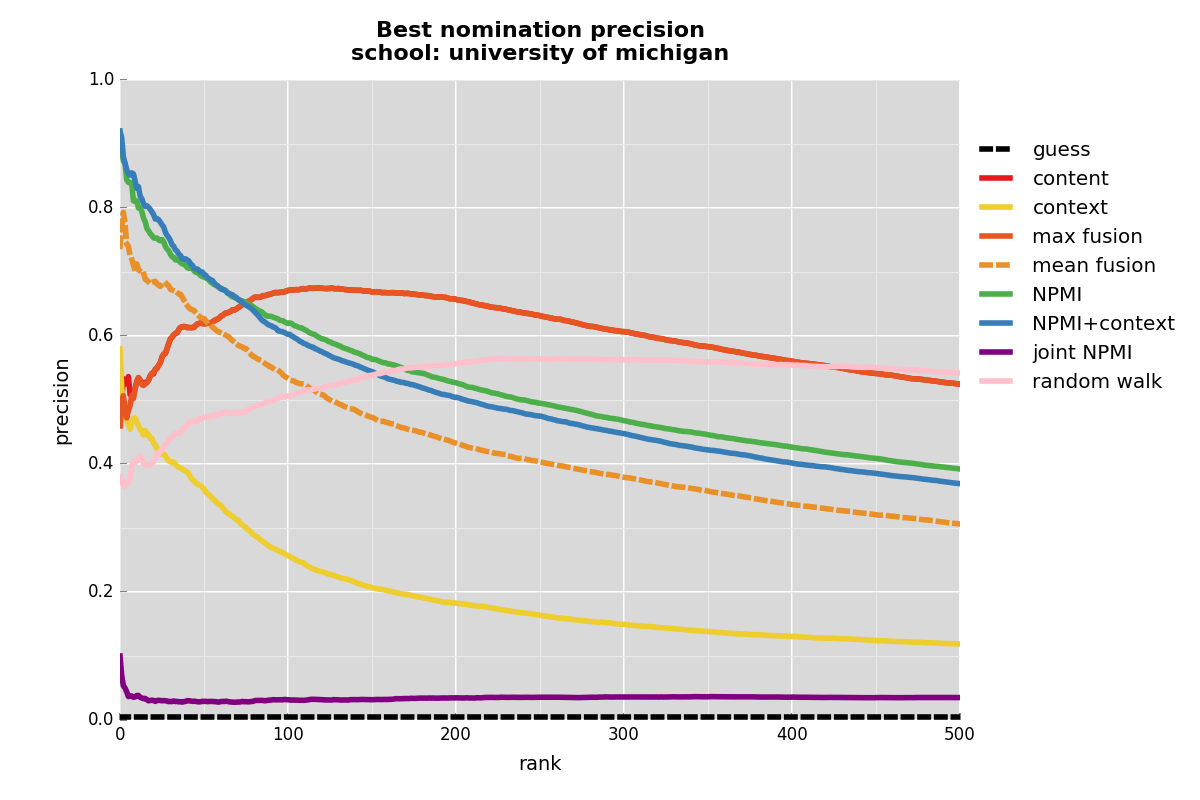 Best nomination precision
school: university of michigan
precision
1.0
0.8
0.6
0.4
0.2
0.0
0 100 200 300 400 500
rank
guess
content
context
max fusion
mean fusion
NPMI
NPMI+context
joint NPMI
random walk